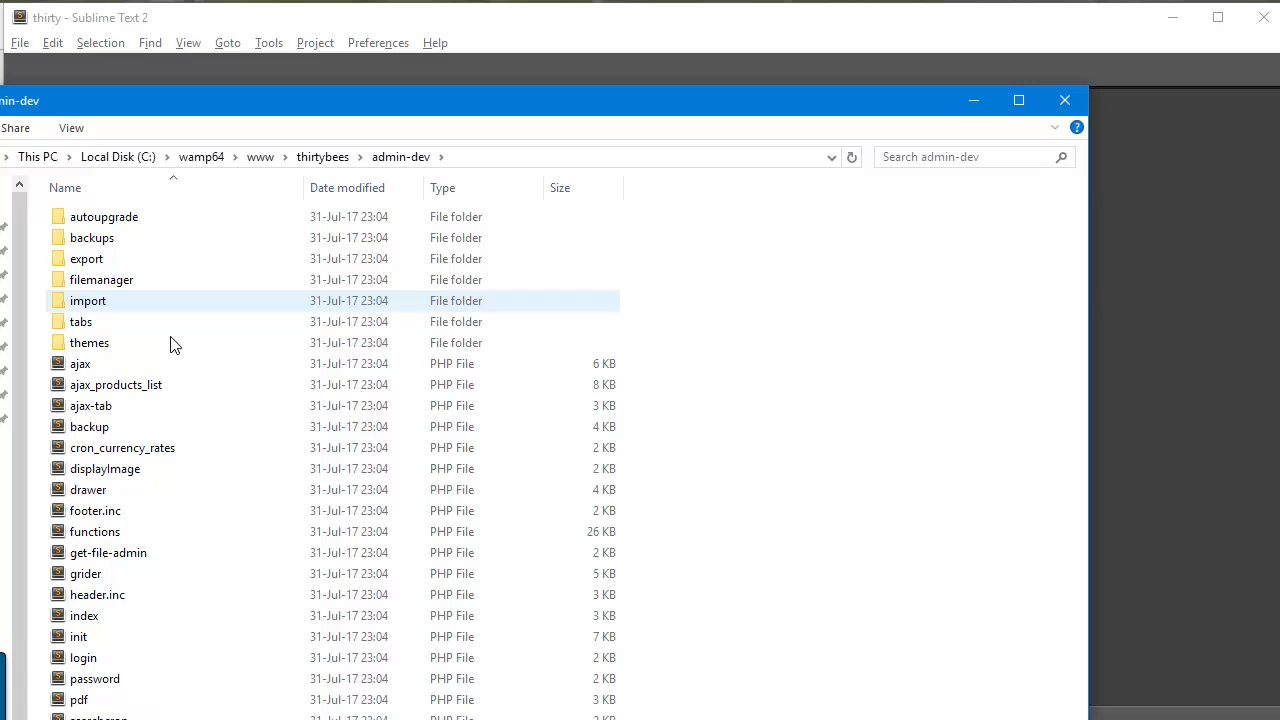 thirty - Sublime Text 2
File Edit Selection Find View Goto Tools Project Preferences Help
min-dev
Share View
This PC Local Disk (C:) wamp64 www thirtybees admin-dev Search admin-dev
Name Date modified Type Size
autoupgrade 31-Jul-17 23:04 File folder
backups 31-Jul-17 23:04 File folder
export 31-Jul-17 23:04 File folder
filemanager 31-Jul-17 23:04 File folder
import 31-Jul-17 23:04 File folder
tabs 31-Jul-17 23:04 File folder
themes 31-Jul-17 23:04 File folder
ajax 31-Jul-17 23:04 PHP File 6 KB
ajax_products_list 31-Jul-17 23:04 PHP File 8 KB
ajax-tab 31-Jul-17 23:04 PHP File 3 KB
backup 31-Jul-17 23:04 PHP File 4 KB
cron_currency_rates 31-Jul-17 23:04 PHP File 2 KB
displayImage 31-Jul-17 23:04 PHP File 2 KB
drawer 31-Jul-17 23:04 PHP File 4 KB
footer.inc 31-Jul-17 23:04 PHP File 2 KB
functions 31-Jul-17 23:04 PHP File 26 KB
get-file-admin 31-Jul-17 23:04 PHP File 2 KB
grider 31-Jul-17 23:04 PHP File 5 KB
header.inc 31-Jul-17 23:04 PHP File 3 KB
index 31-Jul-17 23:04 PHP File 3 KB
init 31-Jul-17 23:04 PHP File 7 KB
login 31-Jul-17 23:04 PHP File 2 KB
password 31-Jul-17 23:04 PHP File 2 KB
pdf 31-Jul-17 23:04 PHP File 3 KB